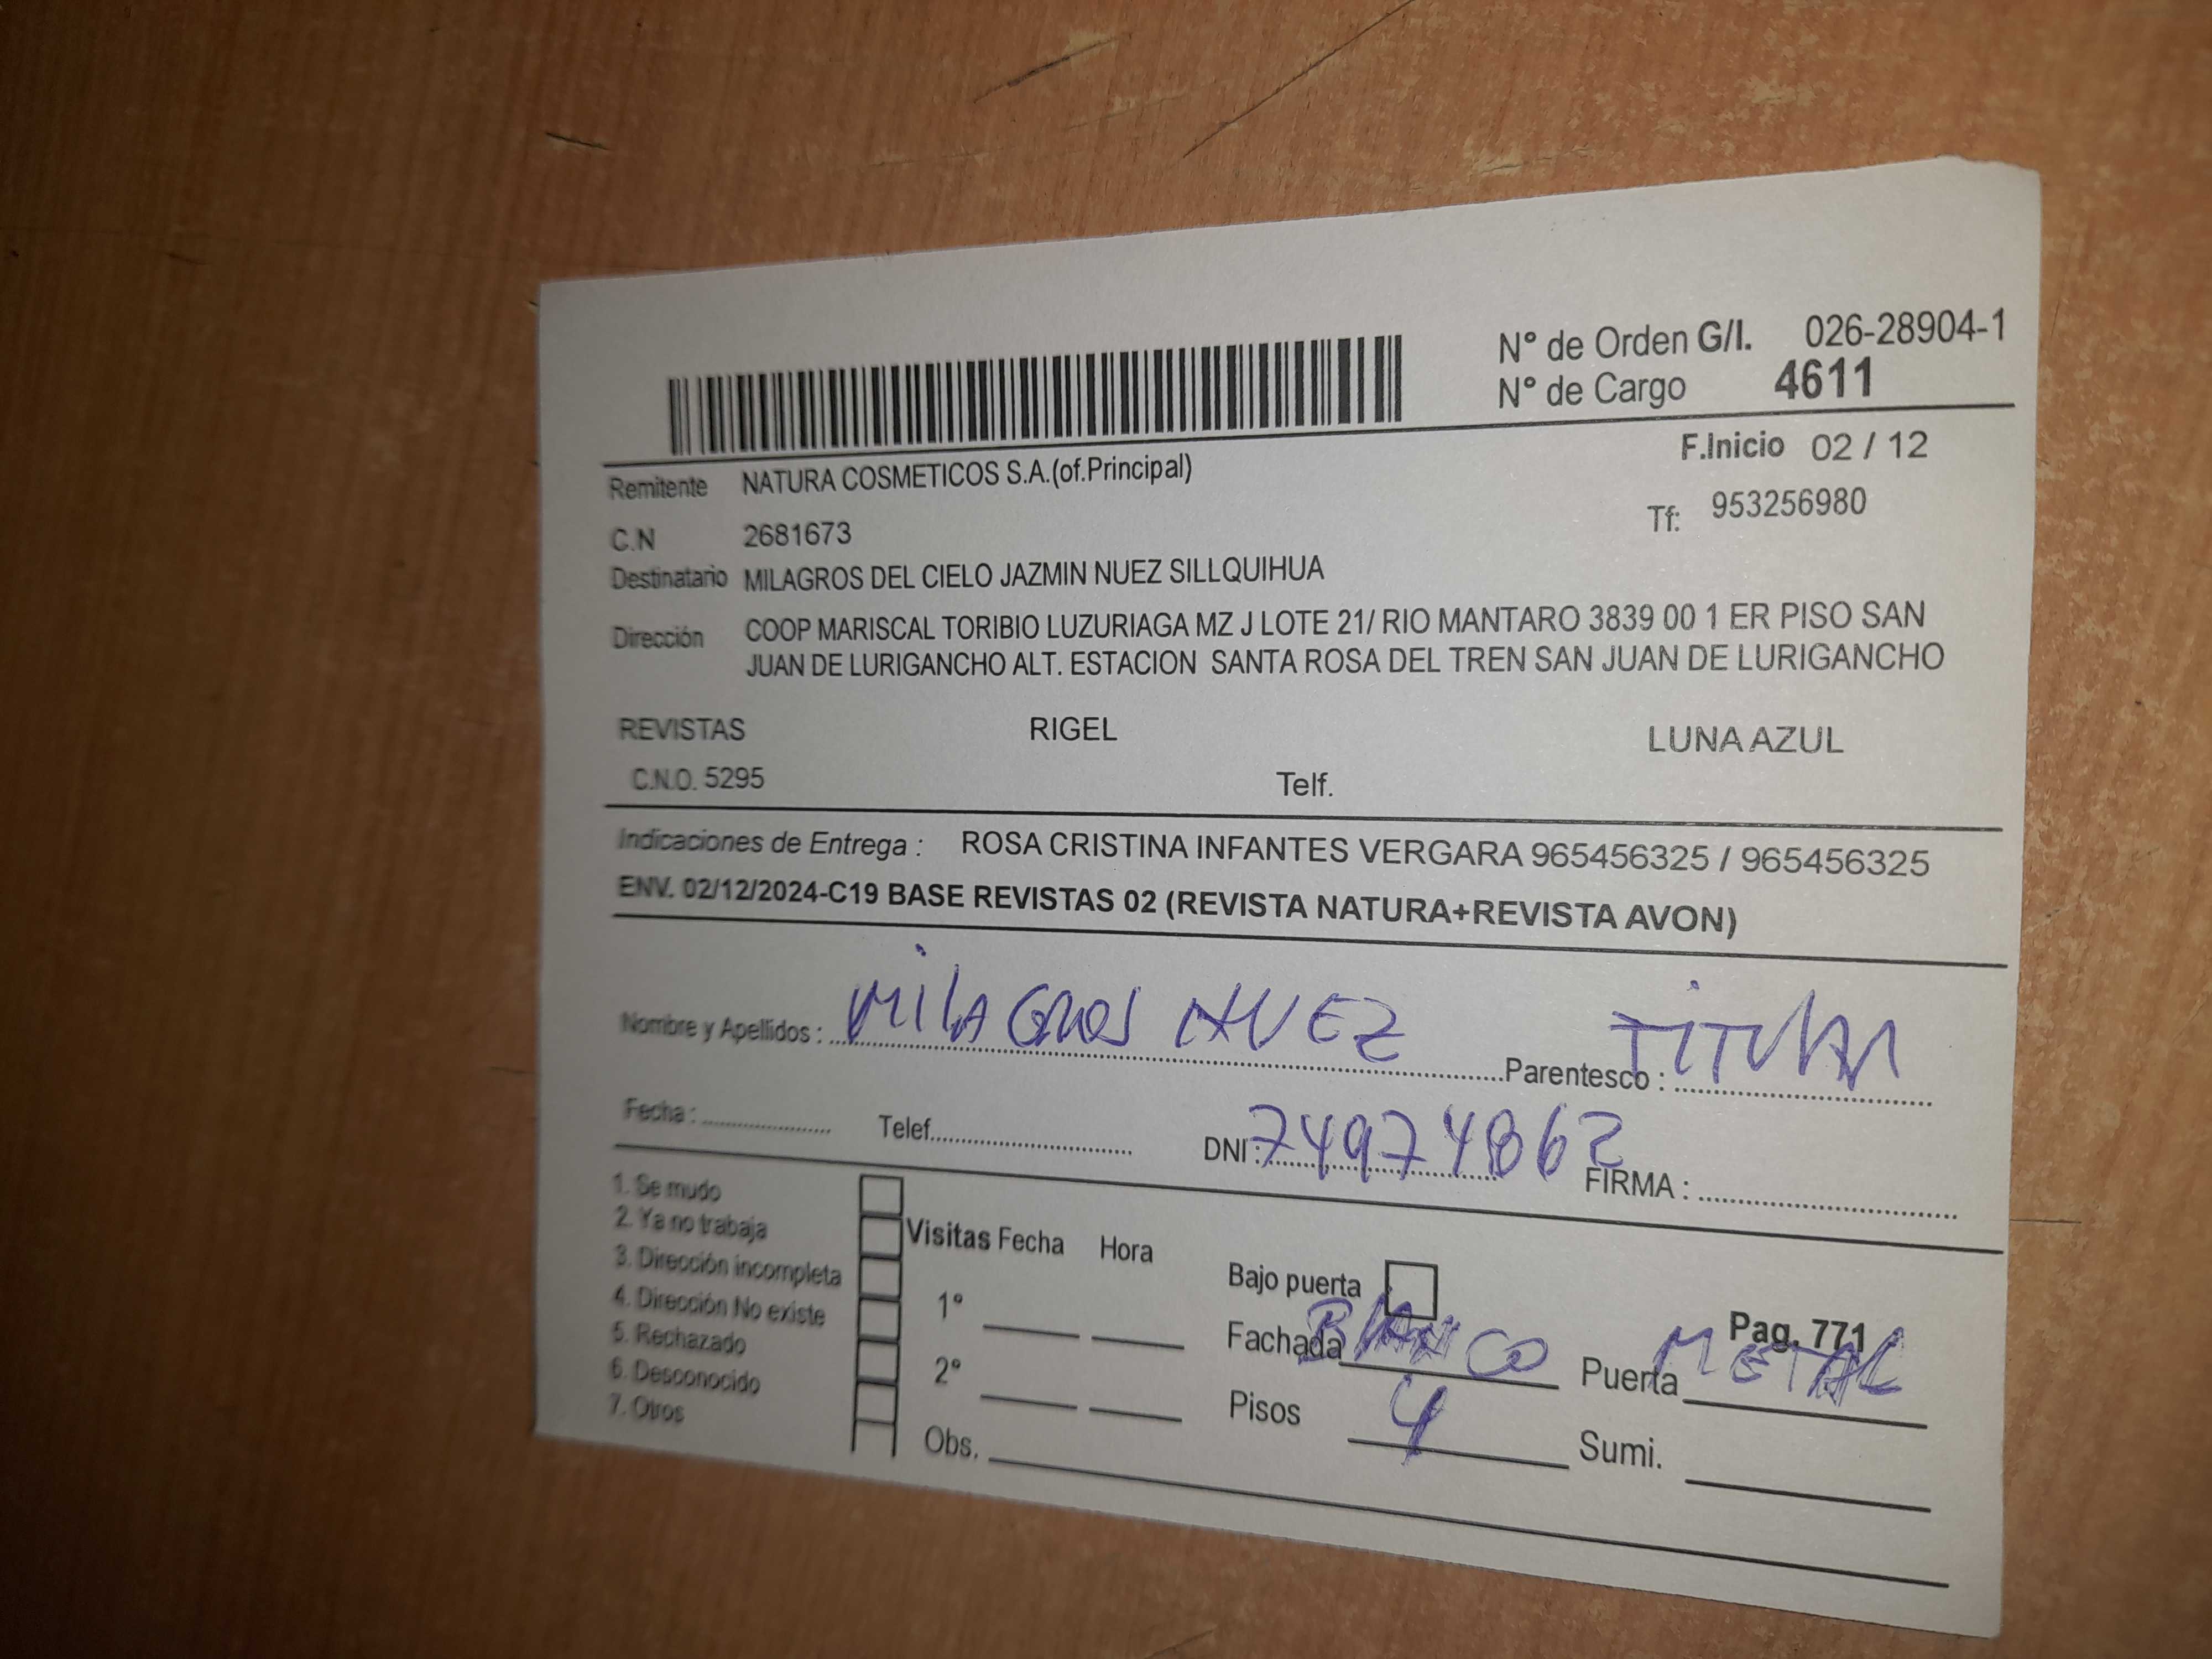 N° de Orden G/I. 026-28904-1
N° de Cargo 4611
F.Inicio 02 / 12
Remitente NATURA COSMETICOS S.A.(of.Principal)
Tf: 953256980
C.N 2681673
Destinatario MILAGROS DEL CIELO JAZMIN NUEZ SILLQUIHUA
Dirección COOP MARISCAL TORIBIO LUZURIAGA MZ J LOTE 21/ RIO MANTARO 3839 00 1 ER PISO SAN
JUAN DE LURIGANCHO ALT. ESTACION SANTA ROSA DEL TREN SAN JUAN DE LURIGANCHO
REVISTAS RIGEL LUNA AZUL
C.N.O. 5295 Telf.
Indicaciones de Entrega : ROSA CRISTINA INFANTES VERGARA 965456325 / 965456325
ENV. 02/12/2024-C19 BASE REVISTAS 02 (REVISTA NATURA+REVISTA AVON)
Nombre y Apellidos : MILAGROS NUEZ Parentesco : TITULAR
Fecha : Telef. DNI : 74974862 FIRMA :
1. Se mudo
2. Ya no trabaja
3. Dirección incompleta
4. Dirección No existe
5. Rechazado
6. Desconocido
7. Otros
Visitas Fecha Hora
1°
2°
Obs.
Bajo puerta
Pag. 771
Fachada BLANCO Puerta METAL
Pisos 4 Sumi.